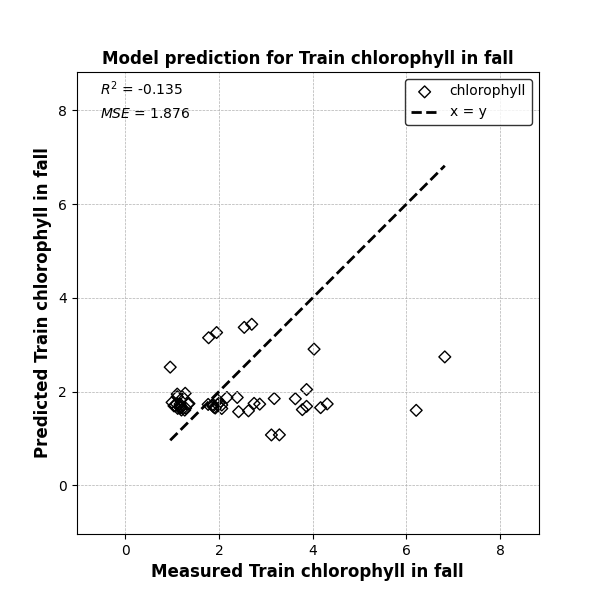 Model prediction for Train chlorophyll in fall
R² = -0.135
MSE = 1.876
chlorophyll
x = y
8
6
4
2
0
0 2 4 6 8
Predicted Train chlorophyll in fall
Measured Train chlorophyll in fall